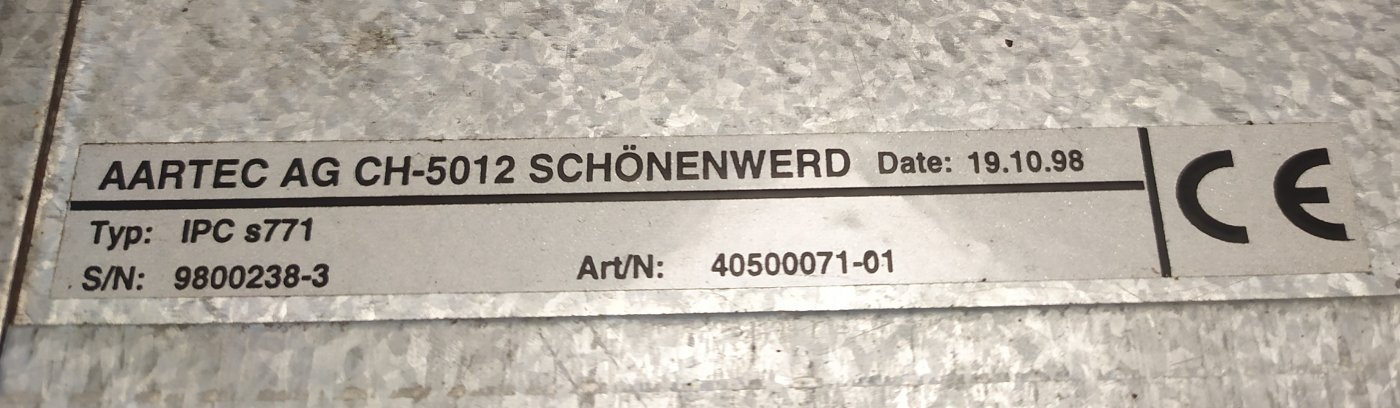 AARTEC AG CH-5012 SCHÖNENWERD Date: 19.10.98
Typ: IPC s771
S/N: 9800238-3 Art/N: 40500071-01
CE